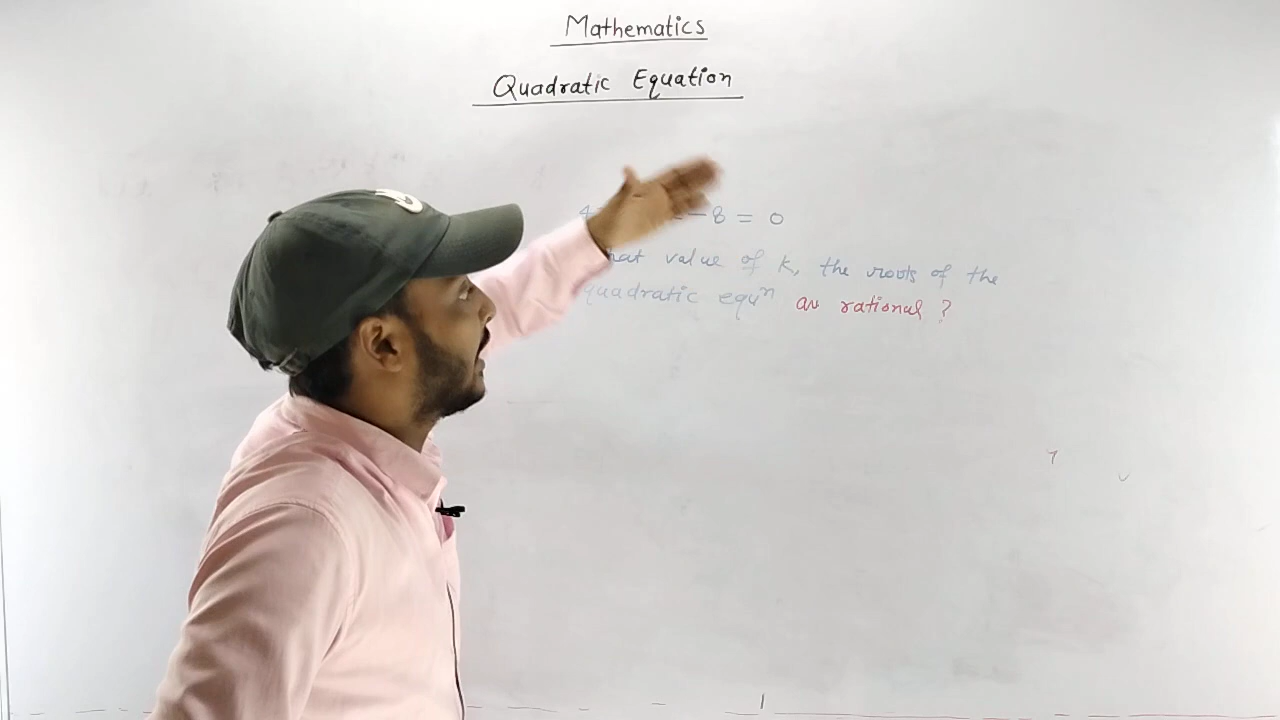 Mathematics
Quadratic Equation
- 8 = 0
value of k, the roots of the
quadratic equⁿ are rational ?